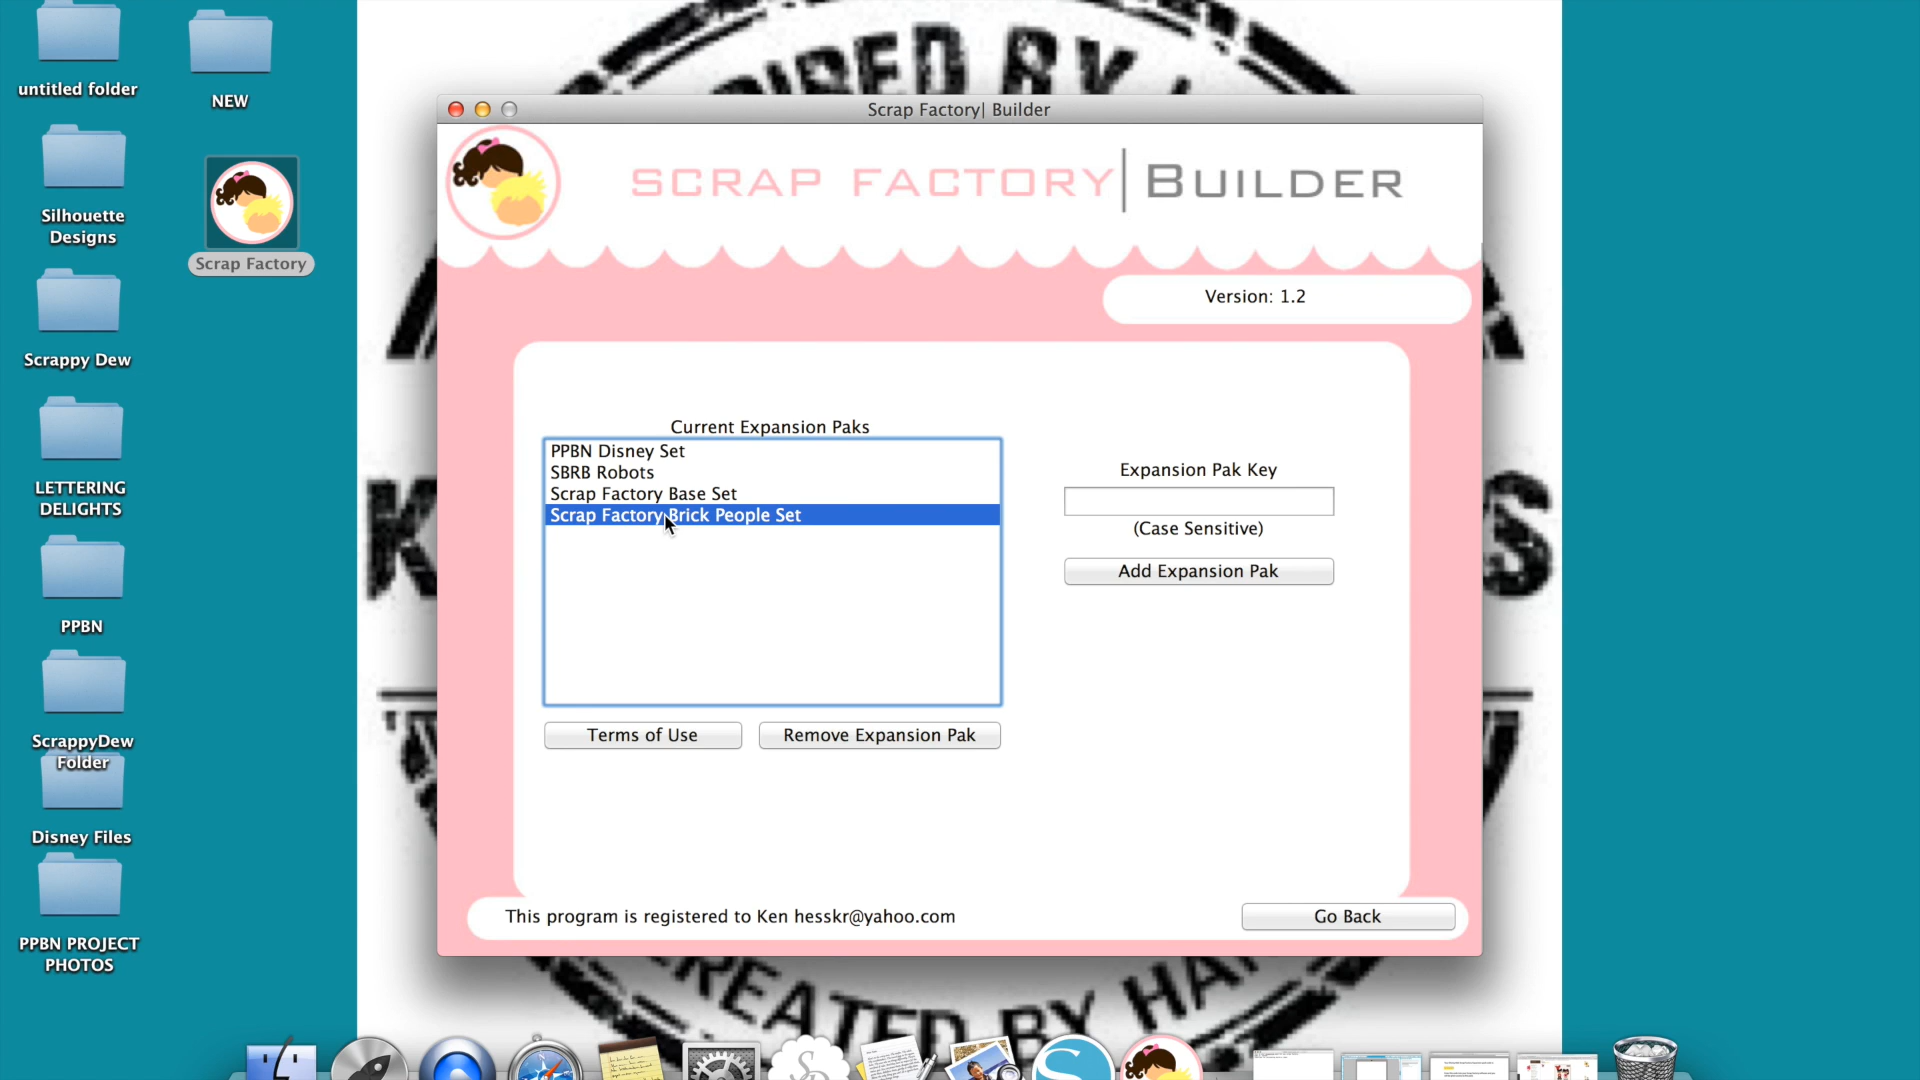 untitled folder
NEW
Silhouette
Designs
Scrap Factory
Scrappy Dew
LETTERING
DELIGHTS
PPBN
ScrappyDew
Folder
Disney Files
PPBN PROJECT
PHOTOS
Scrap Factory| Builder
SCRAP FACTORY| BUILDER
Version: 1.2
Current Expansion Paks
PPBN Disney Set
SBRB Robots
Scrap Factory Base Set
Scrap Factory Brick People Set
Terms of Use
Remove Expansion Pak
Expansion Pak Key
(Case Sensitive)
Add Expansion Pak
This program is registered to Ken hesskr@yahoo.com
Go Back
BY
CREATED BY